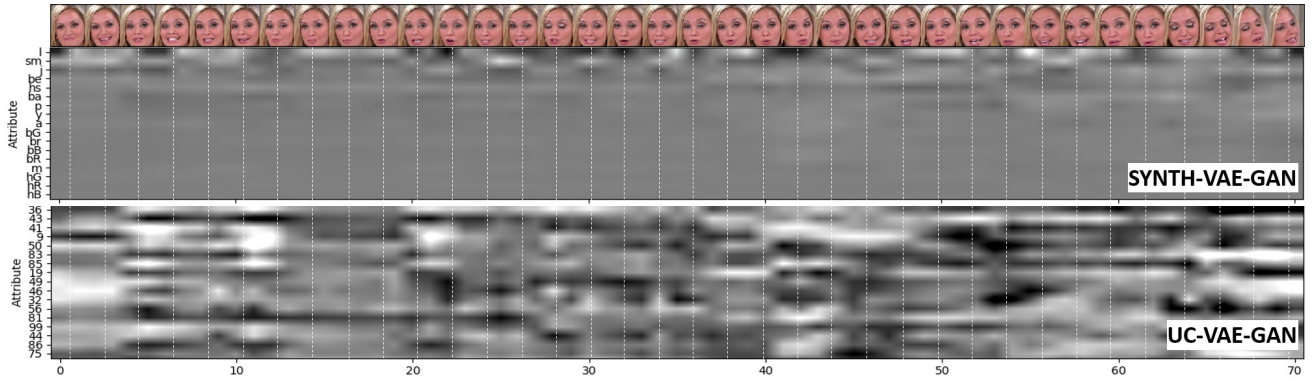 Attribute
l
sm
be
hs
ba
p
y
a
bG
br
bB
bR
m
hG
hR
hB
SYNTH-VAE-GAN
Attribute
36
43
41
9
50
83
85
19
49
46
32
56
81
99
44
86
75
UC-VAE-GAN
0 10 20 30 40 50 60 70